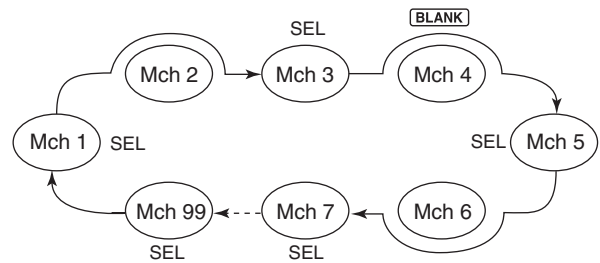 BLANK
SEL
Mch 2
Mch 3
Mch 4
Mch 1
SEL
SEL
Mch 5
Mch 99
Mch 7
Mch 6
SEL
SEL